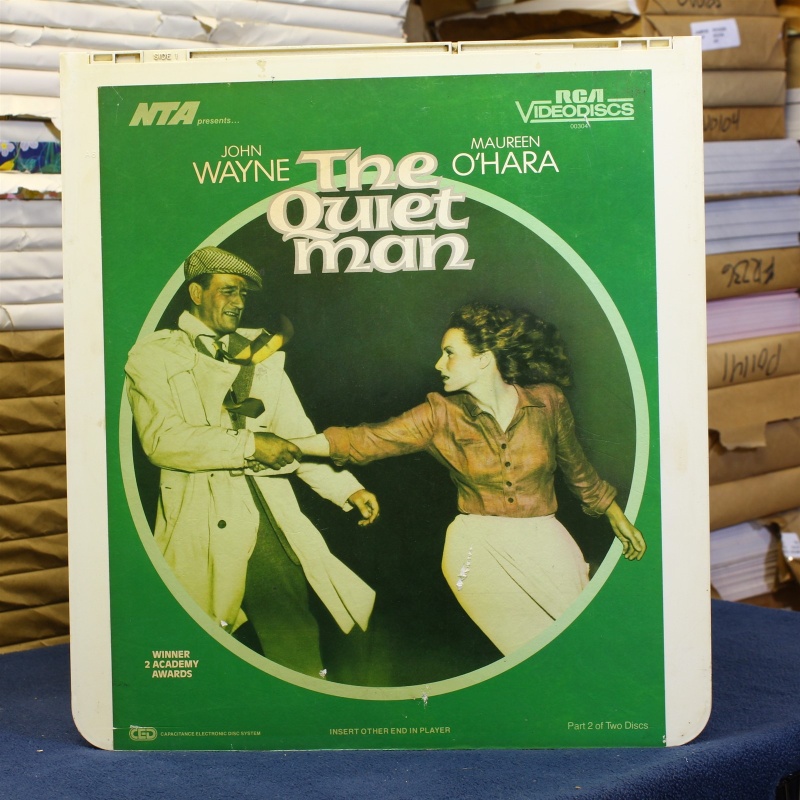 SIDE 1
NTA presents...
RCA
VIDEODISCS
JOHN
WAYNE
MAUREEN
O'HARA
The
Quiet
man
WINNER
2 ACADEMY
AWARDS
CED CAPACITANCE ELECTRONIC DISC SYSTEM
INSERT OTHER END IN PLAYER
Part 2 of Two Discs